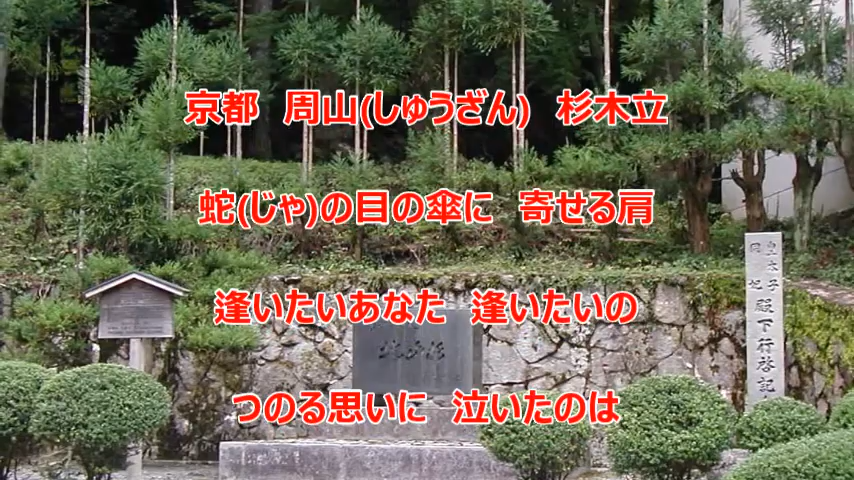 京都　周山(しゅうざん)　杉木立
蛇(じゃ)の目の傘に　寄せる肩
逢いたいあなた　逢いたいの
つのる思いに　泣いたのは
皇太子
同妃
殿下行啓記